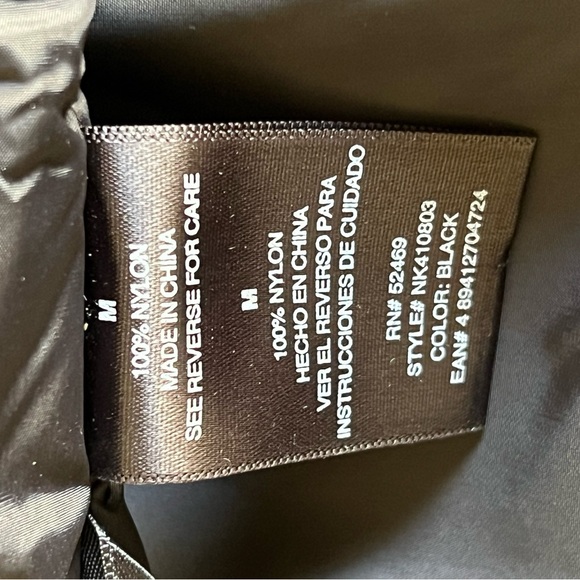 M
100% NYLON
MADE IN CHINA
SEE REVERSE FOR CARE
M
100% NYLON
HECHO EN CHINA
VER EL REVERSO PARA
INSTRUCCIONES DE CUIDADO
RN# 52469
STYLE# NK410803
COLOR: BLACK
EAN# 4 69412704724